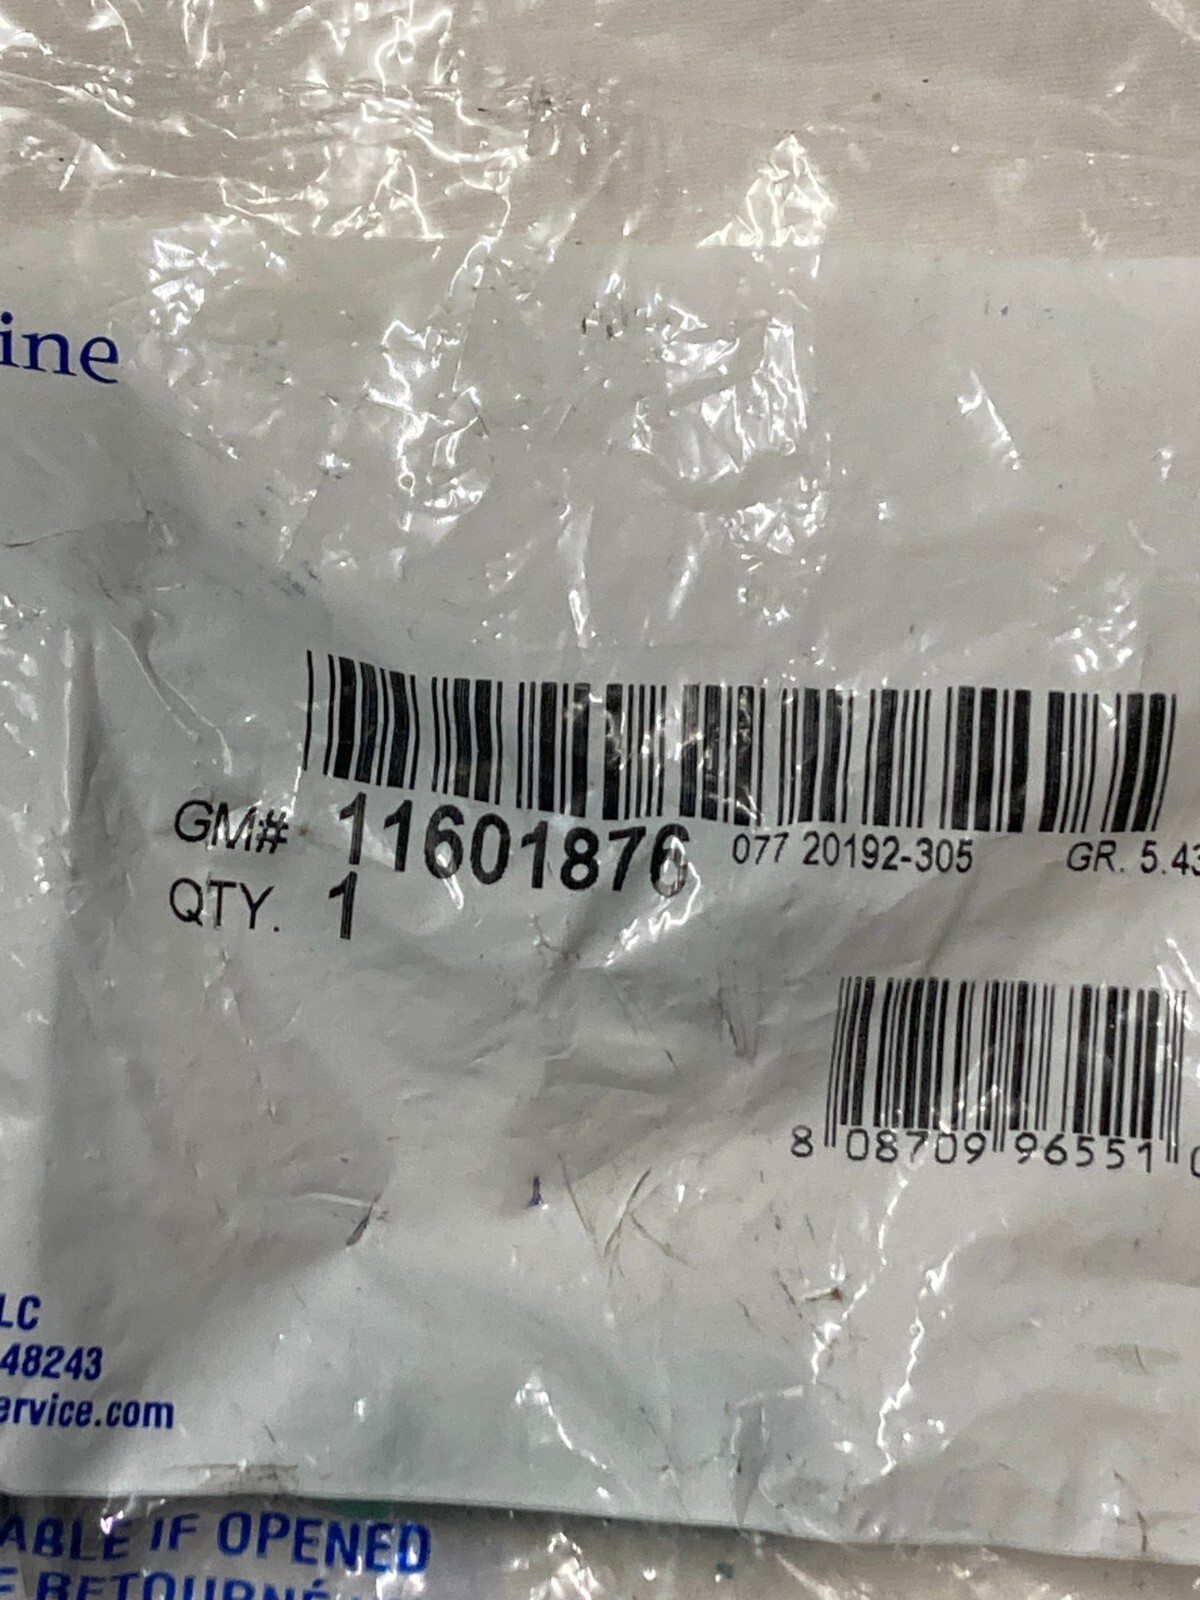 ine
GM# 11601876 077 20192-305 GR. 5.43
QTY. 1
8 08709 96551
LC
48243
ervice.com
ABLE IF OPENED
RETOURNÉ